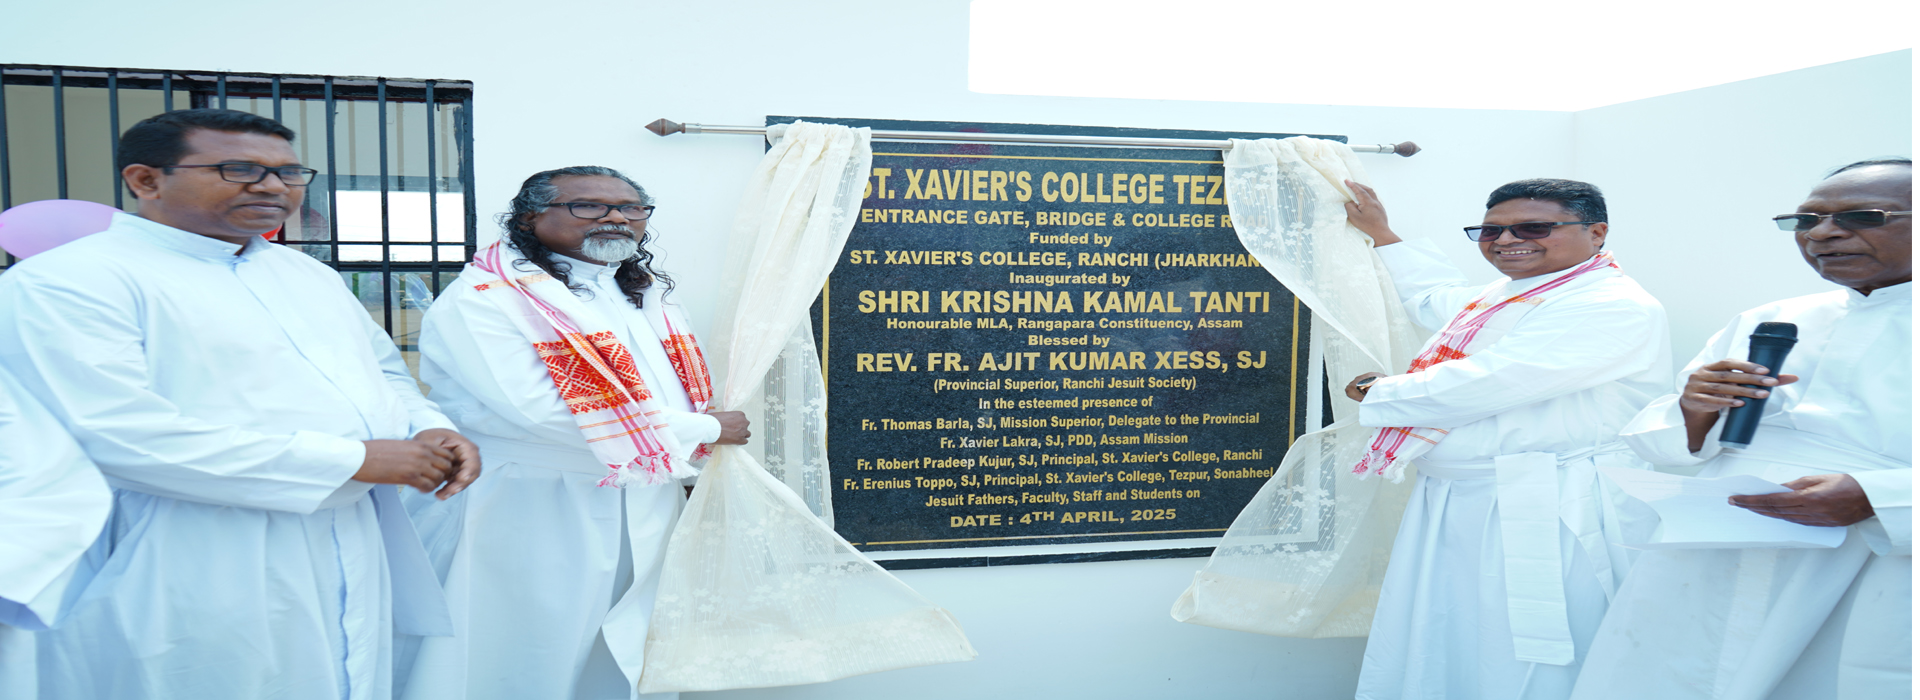 ST. XAVIER'S COLLEGE
ENTRANCE GATE, BRIDGE & COLLEGE
Funded by
ST. XAVIER'S COLLEGE, RANCHI
Inaugurated by
SHRI KRISHNA KAMAL TANTI
Honourable MLA, Rangapara Constituency, Assam
Blessed by
REV. FR. AJIT KUMAR XESS, SJ
(Provincial Superior, Ranchi Jesuit Society)
In the esteemed presence of
Fr. Thomas Barla, SJ, Mission Superior, Delegate to the Provincial
Fr. Xavier Lakra, SJ, PDD, Assam Mission
Fr. Robert Pradeep Kujur, SJ, Principal, St. Xavier's College, Ranchi
Fr. Erenius Toppo, SJ, Principal, St. Xavier's College, Tezpur, Sonabheel
Jesuit Fathers, Faculty, Staff and Students on
DATE : 4TH APRIL, 2025